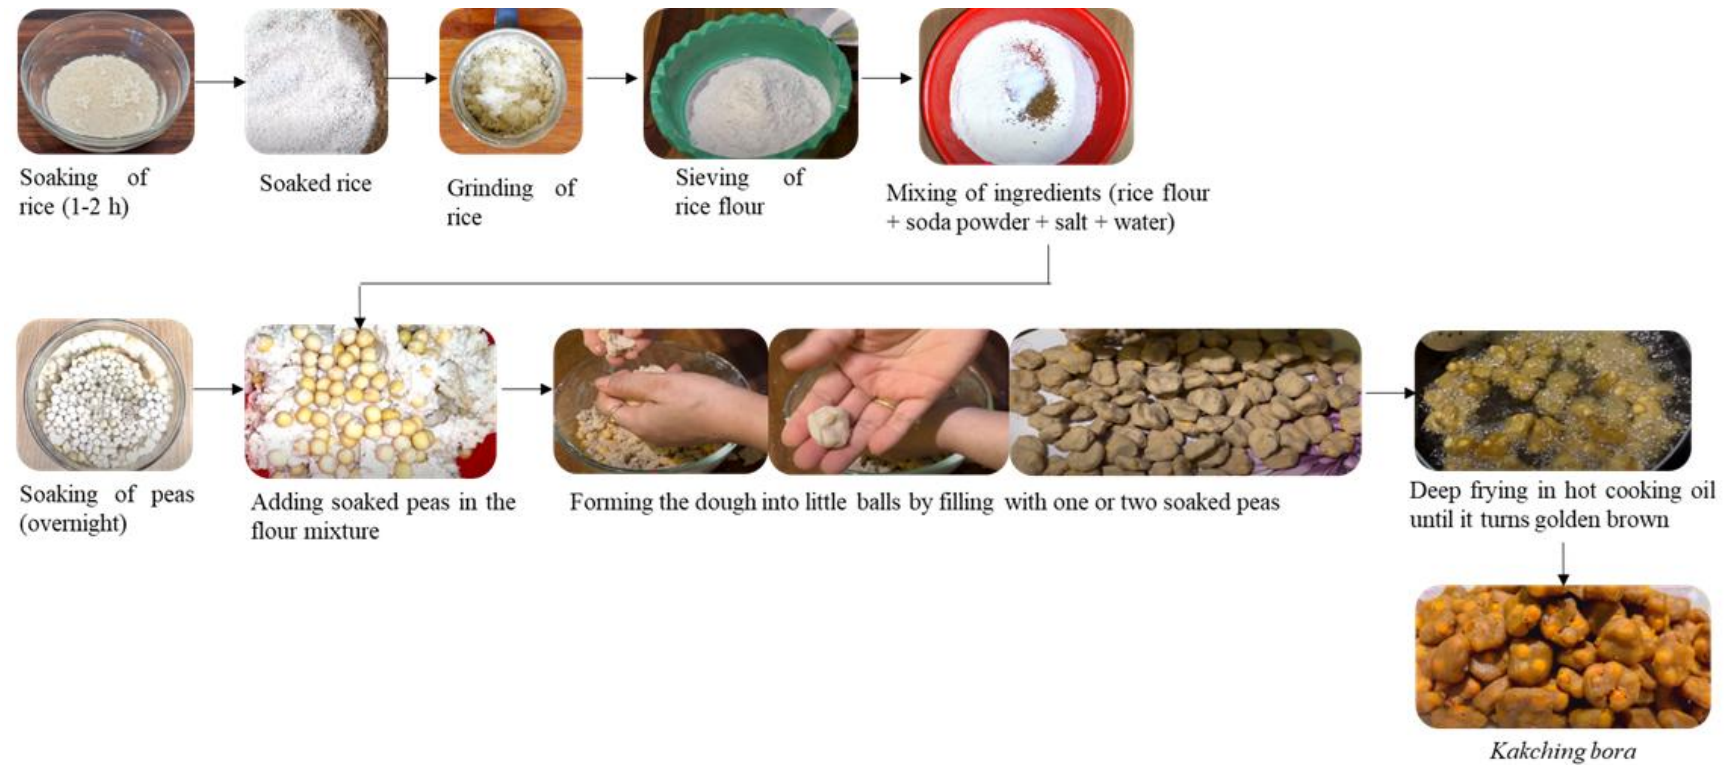 Soaking of
rice (1-2 h)
Soaked rice
Grinding of
rice
Sieving of
rice flour
Mixing of ingredients (rice flour
+ soda powder + salt + water)
Soaking of peas
(overnight)
Adding soaked peas in the
flour mixture
Forming the dough into little balls by filling with one or two soaked peas
Deep frying in hot cooking oil
until it turns golden brown
Kakching bora